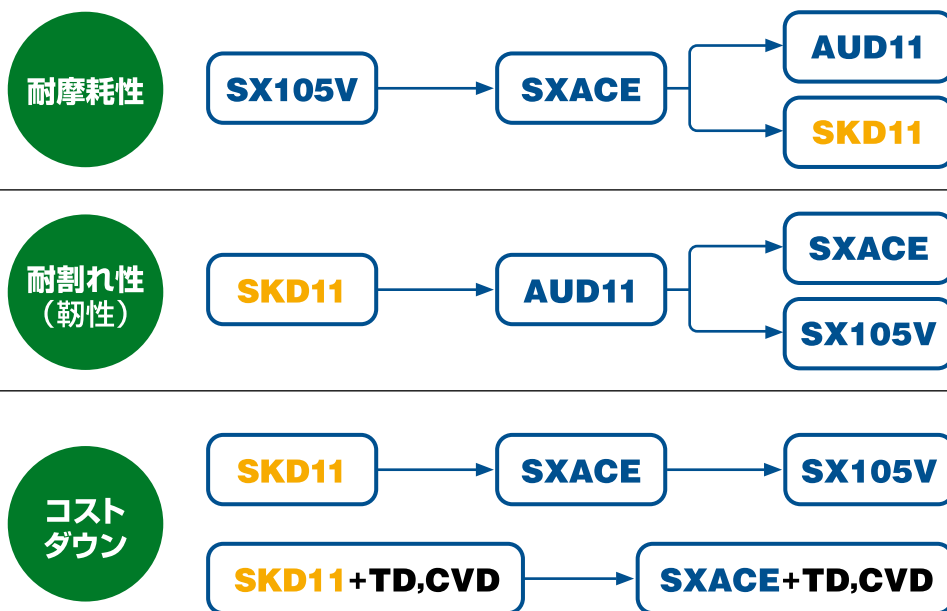 耐摩耗性
SX105V
SXACE
AUD11
SKD11
耐割れ性
（靭性）
SKD11
AUD11
SXACE
SX105V
コスト
ダウン
SKD11
SXACE
SX105V
SKD11+TD,CVD
SXACE+TD,CVD